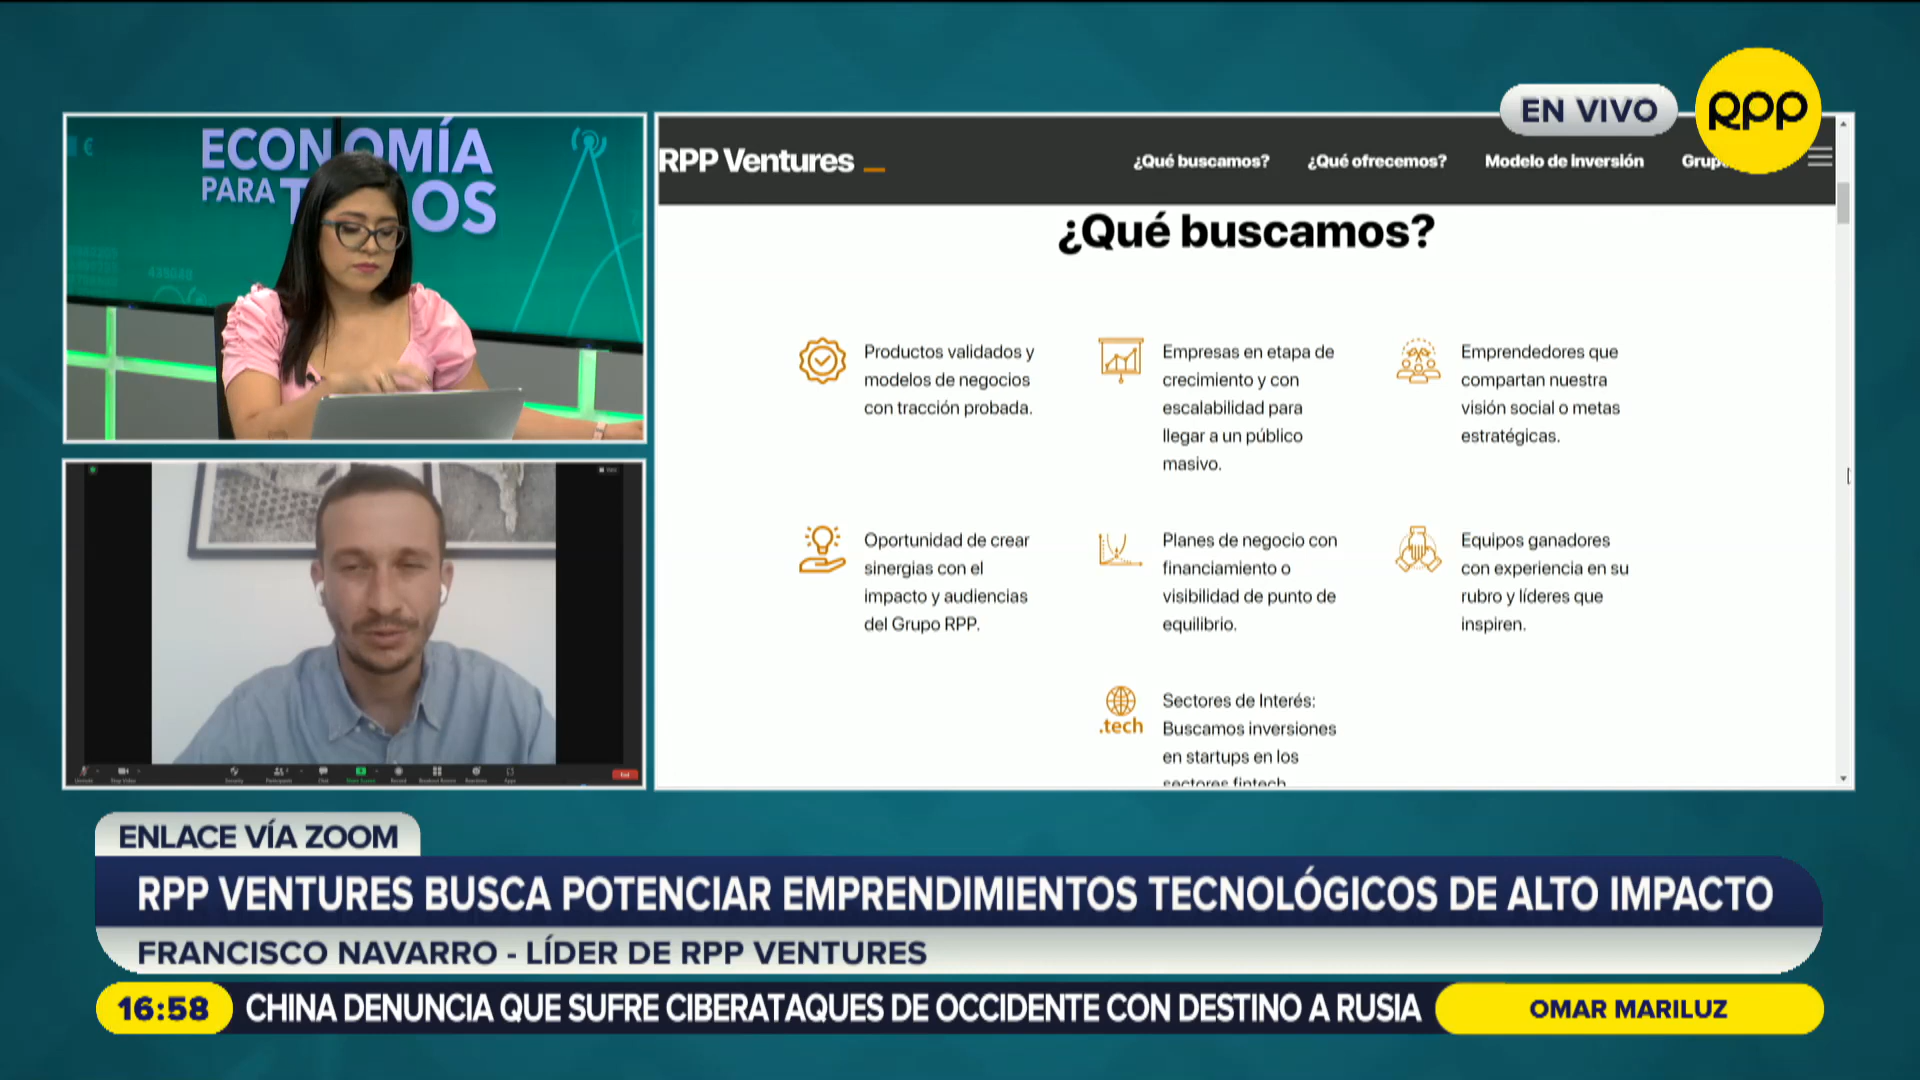 EN VIVO
rpp
ECONOMÍA
PARA
438048
RPP Ventures _
¿Qué buscamos?
¿Qué ofrecemos?
Modelo de inversión
¿Qué buscamos?
Productos validados y
modelos de negocios
con tracción probada.
Empresas en etapa de
crecimiento y con
escalabilidad para
llegar a un público
masivo.
Emprendedores que
compartan nuestra
visión social o metas
estratégicas.
Oportunidad de crear
sinergias con el
impacto y audiencias
del Grupo RPP.
Planes de negocio con
financiamiento o
visibilidad de punto de
equilibrio.
Equipos ganadores
con experiencia en su
rubro y líderes que
inspiren.
.tech
Sectores de Interés:
Buscamos inversiones
en startups en los
sectores fintech
ENLACE VÍA ZOOM
RPP VENTURES BUSCA POTENCIAR EMPRENDIMIENTOS TECNOLÓGICOS DE ALTO IMPACTO
FRANCISCO NAVARRO - LÍDER DE RPP VENTURES
16:58
CHINA DENUNCIA QUE SUFRE CIBERATAQUES DE OCCIDENTE CON DESTINO A RUSIA
OMAR MARILUZ